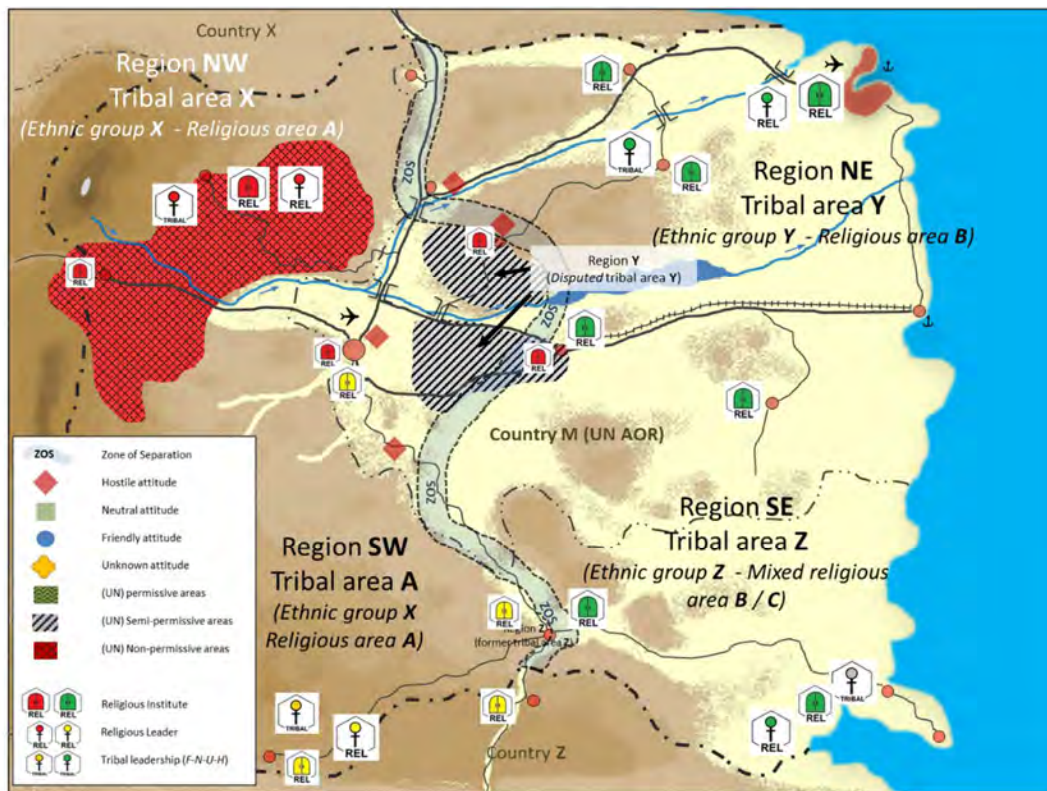 Country X
Region NW
Tribal area X
(Ethnic group X - Religious area A)
REL
REL
REL
TRIBAL
ZOS
TRIBAL
REL
REL
REL
REL
Region NE
Tribal area Y
(Ethnic group Y - Religious area B)
REL
REL
Region Y
(Disputed tribal area Y)
ZOS
REL
REL
REL
REL
REL
Country M (UN AOR)
ZOS
ZOS Zone of Separation
Hostile attitude
Neutral attitude
Friendly attitude
Unknown attitude
(UN) permissive areas
(UN) Semi-permissive areas
(UN) Non-permissive areas
REL REL Religious Institute
REL REL Religious Leader
TRIBAL TRIBAL Tribal leadership (F-N-U-H)
Region SW
Tribal area A
(Ethnic group X
Religious area A)
Region SE
Tribal area Z
(Ethnic group Z - Mixed religious
area B / C)
REL
REL
ZOS
Region Z
(former tribal area Z)
TRIBAL
REL
REL
REL
TRIBAL
REL
REL
Country Z